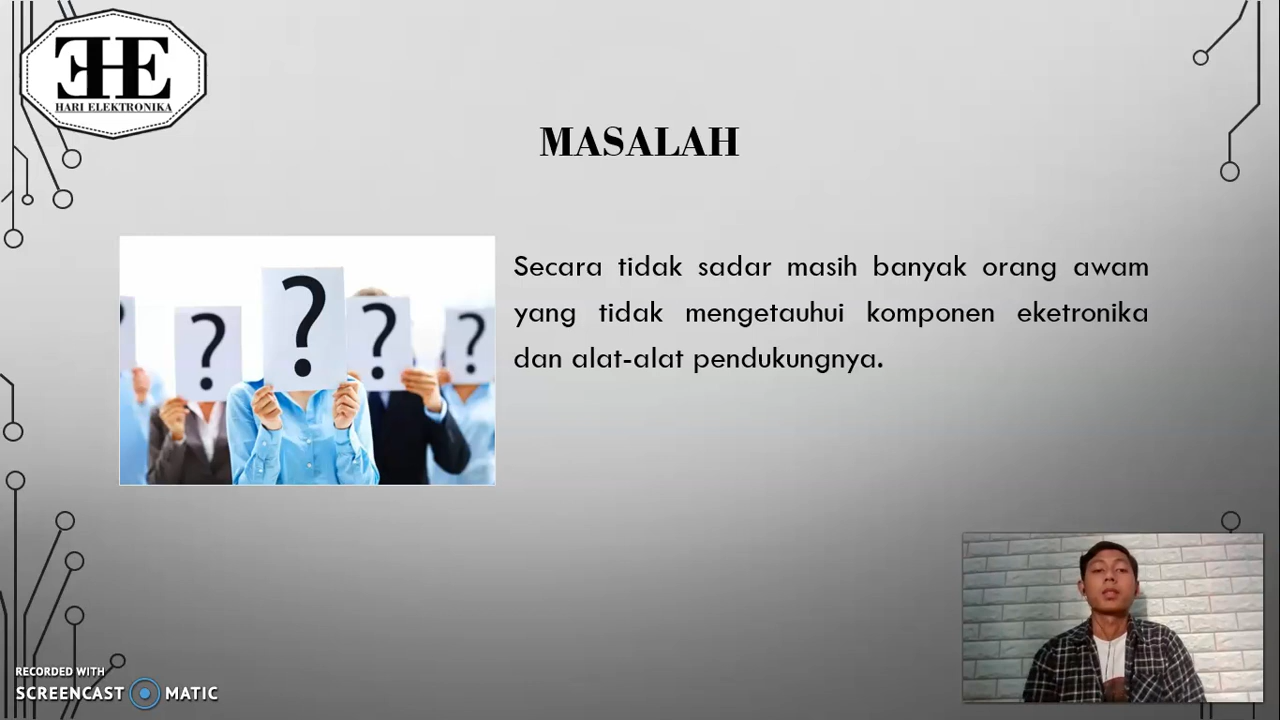 EHE
HARI ELEKTRONIKA
MASALAH
? ? ? ? ?
Secara tidak sadar masih banyak orang awam
yang tidak mengetauhui komponen eketronika
dan alat-alat pendukungnya.
RECORDED WITH
SCREENCAST MATIC